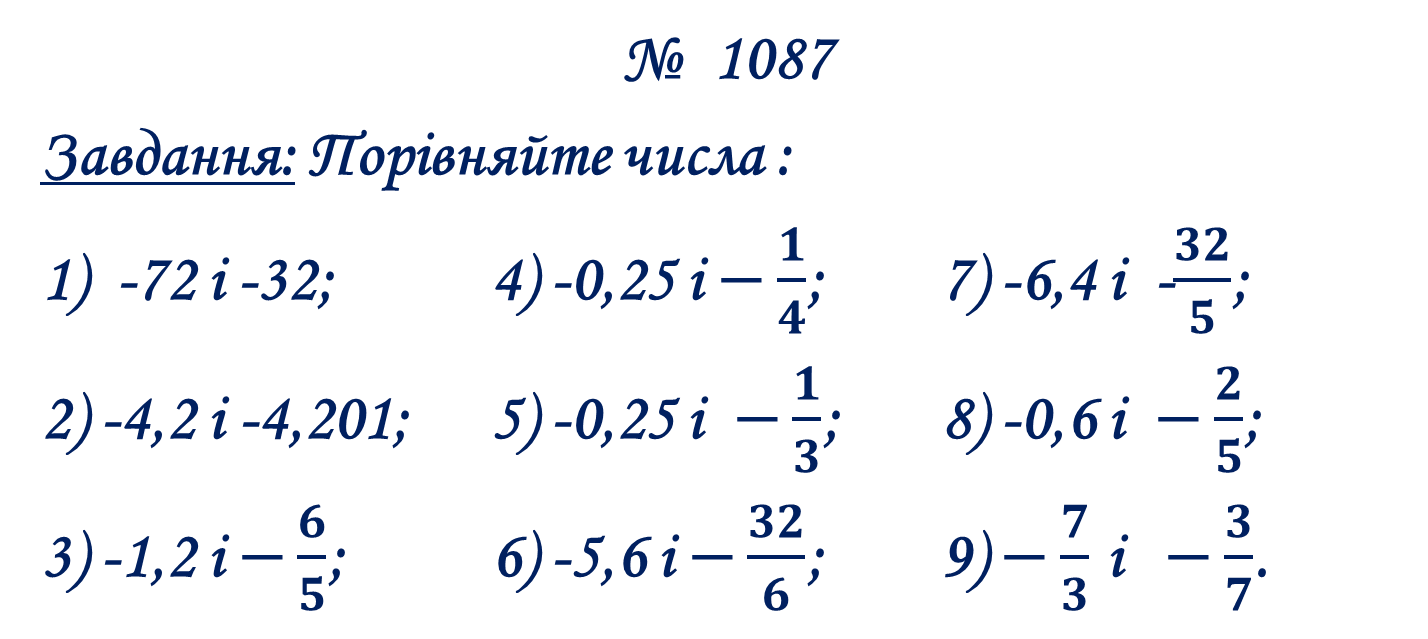 № 1087
Завдання: Порівняйте числа :
1) -72 і -32; 4) -0,25 і − 1/4; 7) -6,4 і - 32/5;
2) -4,2 і -4,201; 5) -0,25 і − 1/3; 8) -0,6 і − 2/5;
3) -1,2 і − 6/5; 6) -5,6 і − 32/6; 9) − 7/3 і − 3/7.